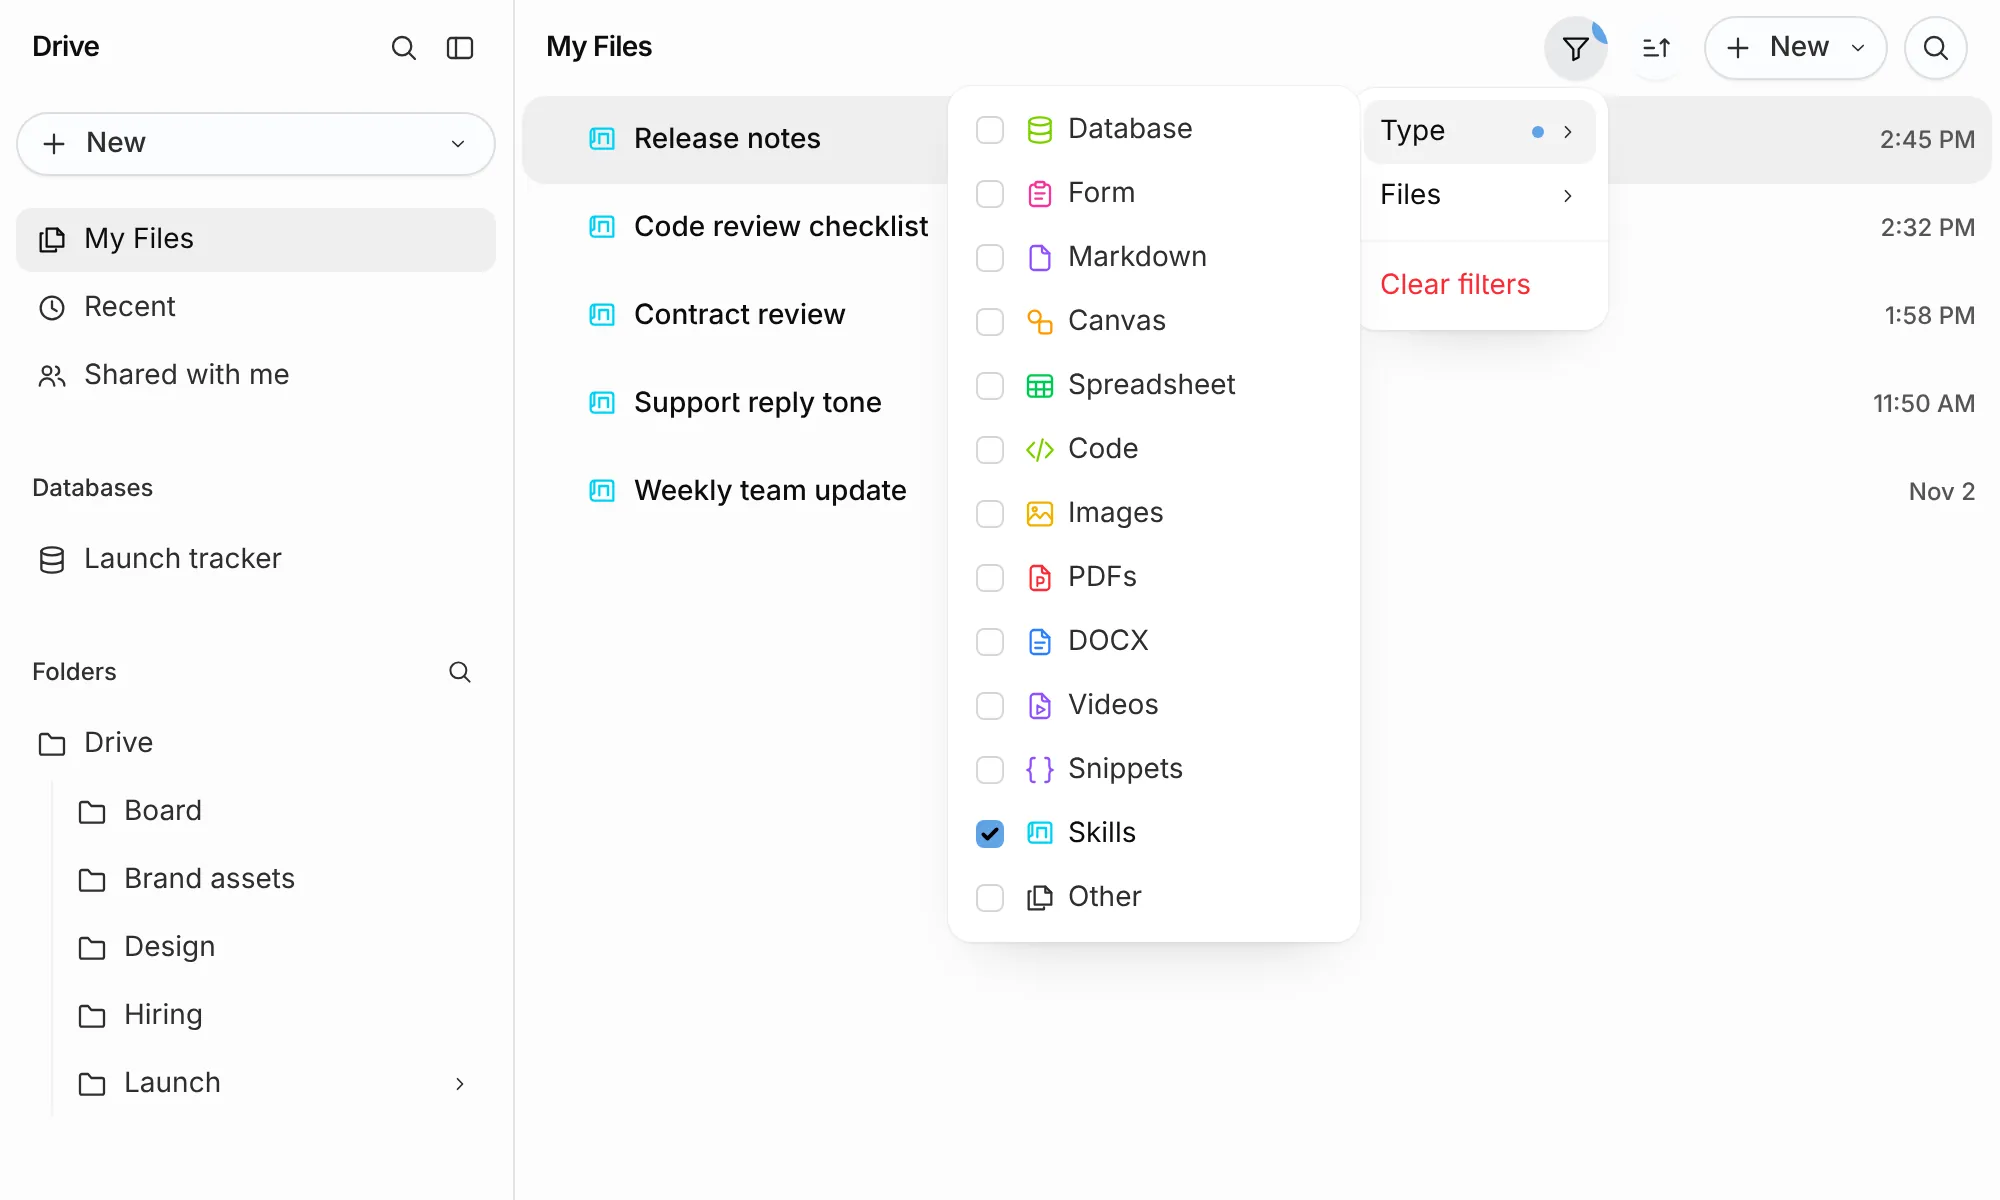 Drive
New
My Files
Recent
Shared with me
Databases
Launch tracker
Folders
Drive
Board
Brand assets
Design
Hiring
Launch
My Files
New
Release notes
2:45 PM
Code review checklist
2:32 PM
Contract review
1:58 PM
Support reply tone
11:50 AM
Weekly team update
Nov 2
Database
Form
Markdown
Canvas
Spreadsheet
Code
Images
PDFs
DOCX
Videos
Snippets
Skills
Other
Type
Files
Clear filters